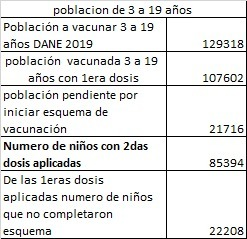 poblacion de 3 a 19 años
Población a vacunar 3 a 19
años DANE 2019 129318
población vacunada 3 a 19
años con 1era dosis 107602
población pendiente por
iniciar esquema de
vacunación 21716
Numero de niños con 2das
dosis aplicadas 85394
De las 1eras dosis
aplicadas numero de niños
que no completaron
esquema 22208